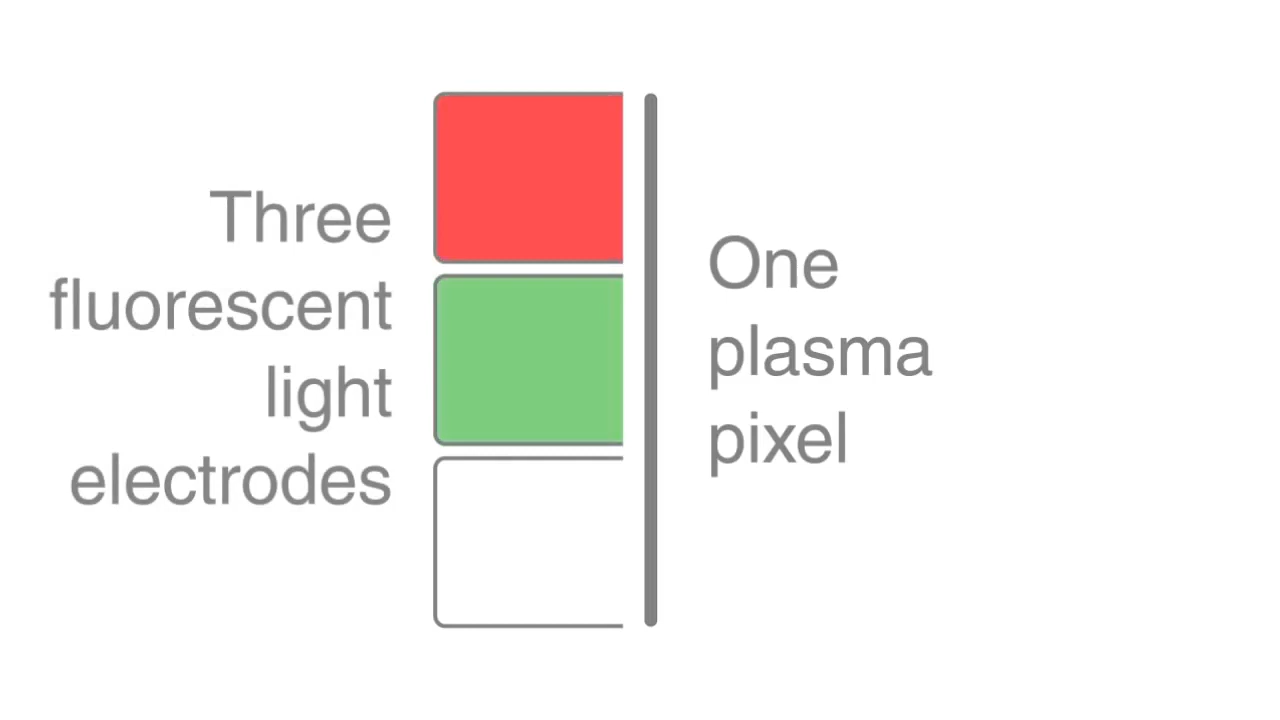 Three
fluorescent
light
electrodes
One
plasma
pixel